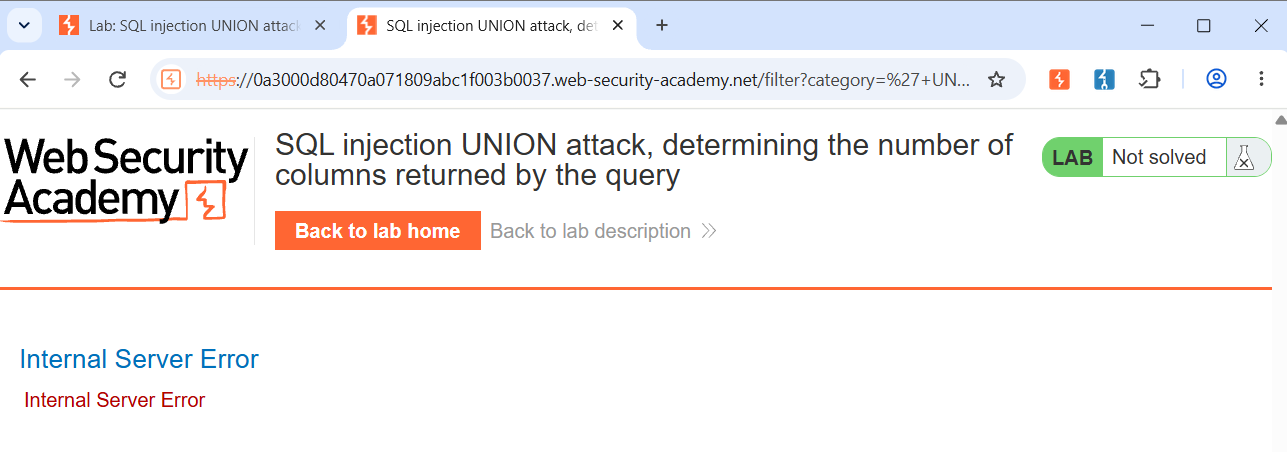 Lab: SQL injection UNION attack
SQL injection UNION attack, det
https://0a3000d80470a071809abc1f003b0037.web-security-academy.net/filter?category=%27+UN...
Web Security
Academy
SQL injection UNION attack, determining the number of
columns returned by the query
LAB Not solved
Back to lab home Back to lab description
Internal Server Error
Internal Server Error